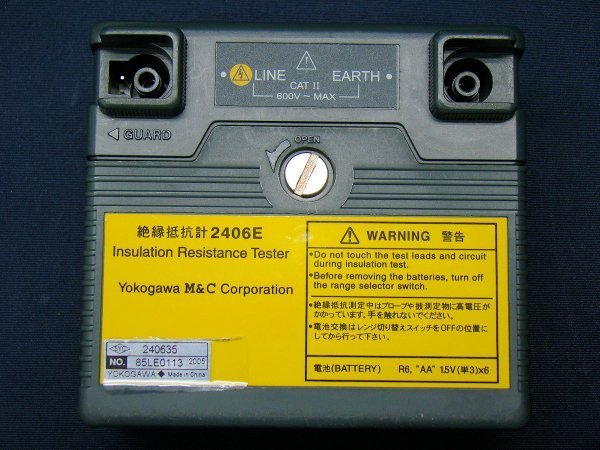 LINE EARTH
CAT II
600V ~ MAX
GUARD
OPEN
絶縁抵抗計 2406E
Insulation Resistance Tester
Yokogawa M&C Corporation
240635
NO. 85LE0113 2005
YOKOGAWA ◆ Made in China
WARNING 警告
•Do not touch the test leads and circuit
during insulation test.
•Before removing the batteries, turn off
the range selector switch.
•絶縁抵抗測定中はプローブや被測定物に高電圧が
かかっています。手を触れないでください。
•電池交換はレンジ切り替えスイッチをOFFの位置に
してから行って下さい。
電池(BATTERY) R6, "AA" 1.5V(単3)x6